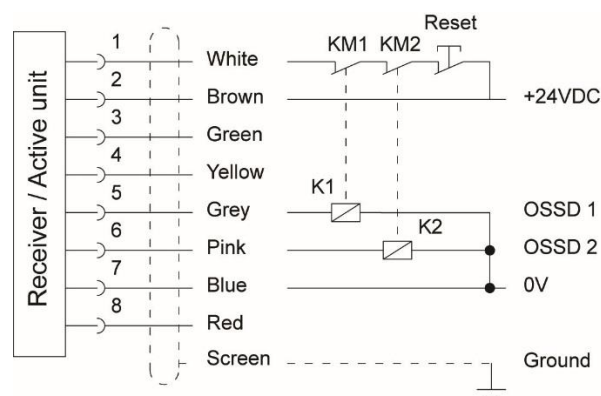 Reset
1 White KM1 KM2
2 Brown +24VDC
3 Green
4 Yellow
5 Grey K1 OSSD 1
6 Pink K2 OSSD 2
7 Blue 0V
8 Red
Screen Ground
Receiver / Active unit